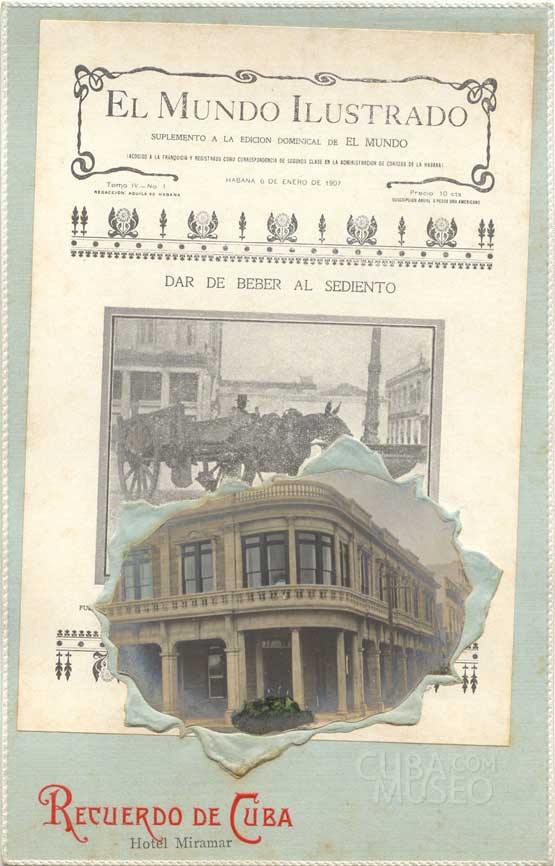 EL MUNDO ILUSTRADO
SUPLEMENTO A LA EDICION DOMINICAL DE EL MUNDO
(ACOGIDO A LA FRANQUICIA Y REGISTRADO COMO CORRESPONDENCIA DE SEGUNDA CLASE EN LA ADMINISTRACION DE CORREOS DE LA HABANA)
Tomo IV—No. 1
REDACCION: AGUILA 60 HABANA
HABANA 6 DE ENERO DE 1907
Precio 10 cts
SUSCRIPCION ANUAL 5 PESOS ORO AMERICANO
DAR DE BEBER AL SEDIENTO
CUBA.COM
MUSEO
RECUERDO DE CUBA
Hotel Miramar